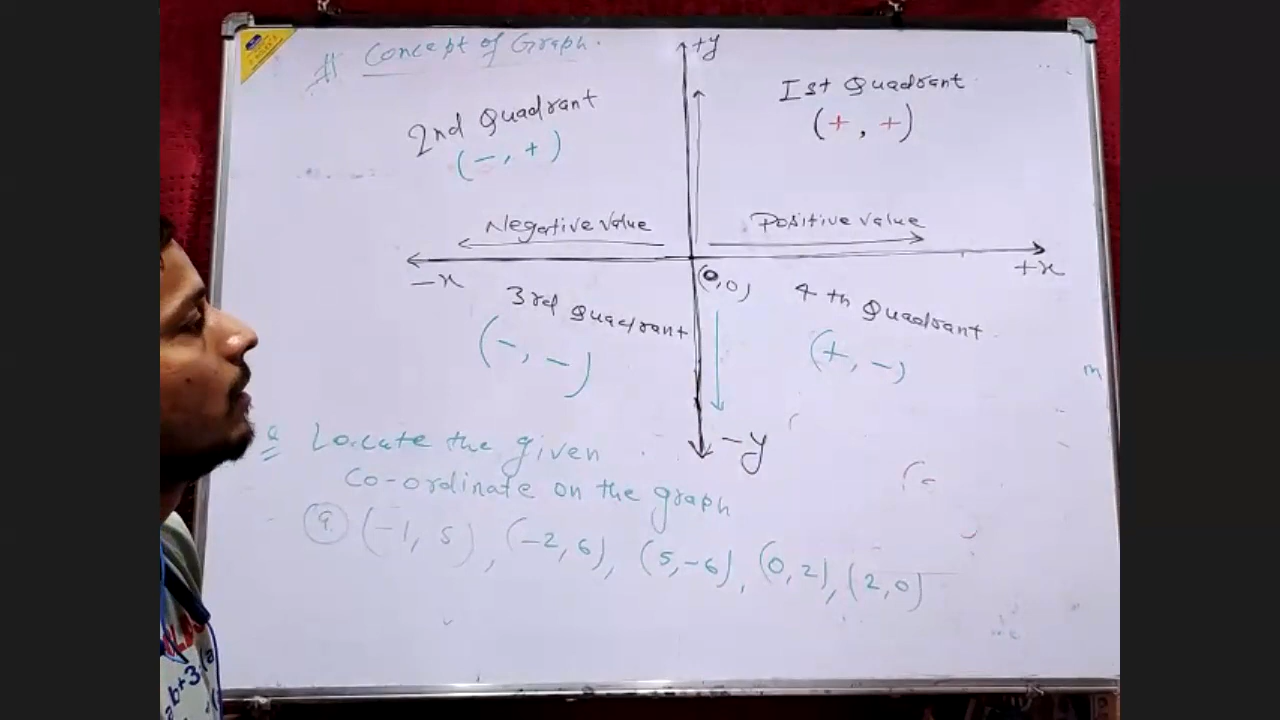 # Concept of Graph.
+y
Ist Quadrant
(+, +)
2nd Quadrant
(-, +)
Negative value
Positive value
-x
+x
(0,0)
3rd Quadrant
(-, -)
4th Quadrant
(+, -)
-y
Q Locate the given
Co-ordinate on the graph
(-1, 5), (-2, 6), (5, -6), (0, 2), (2, 0)